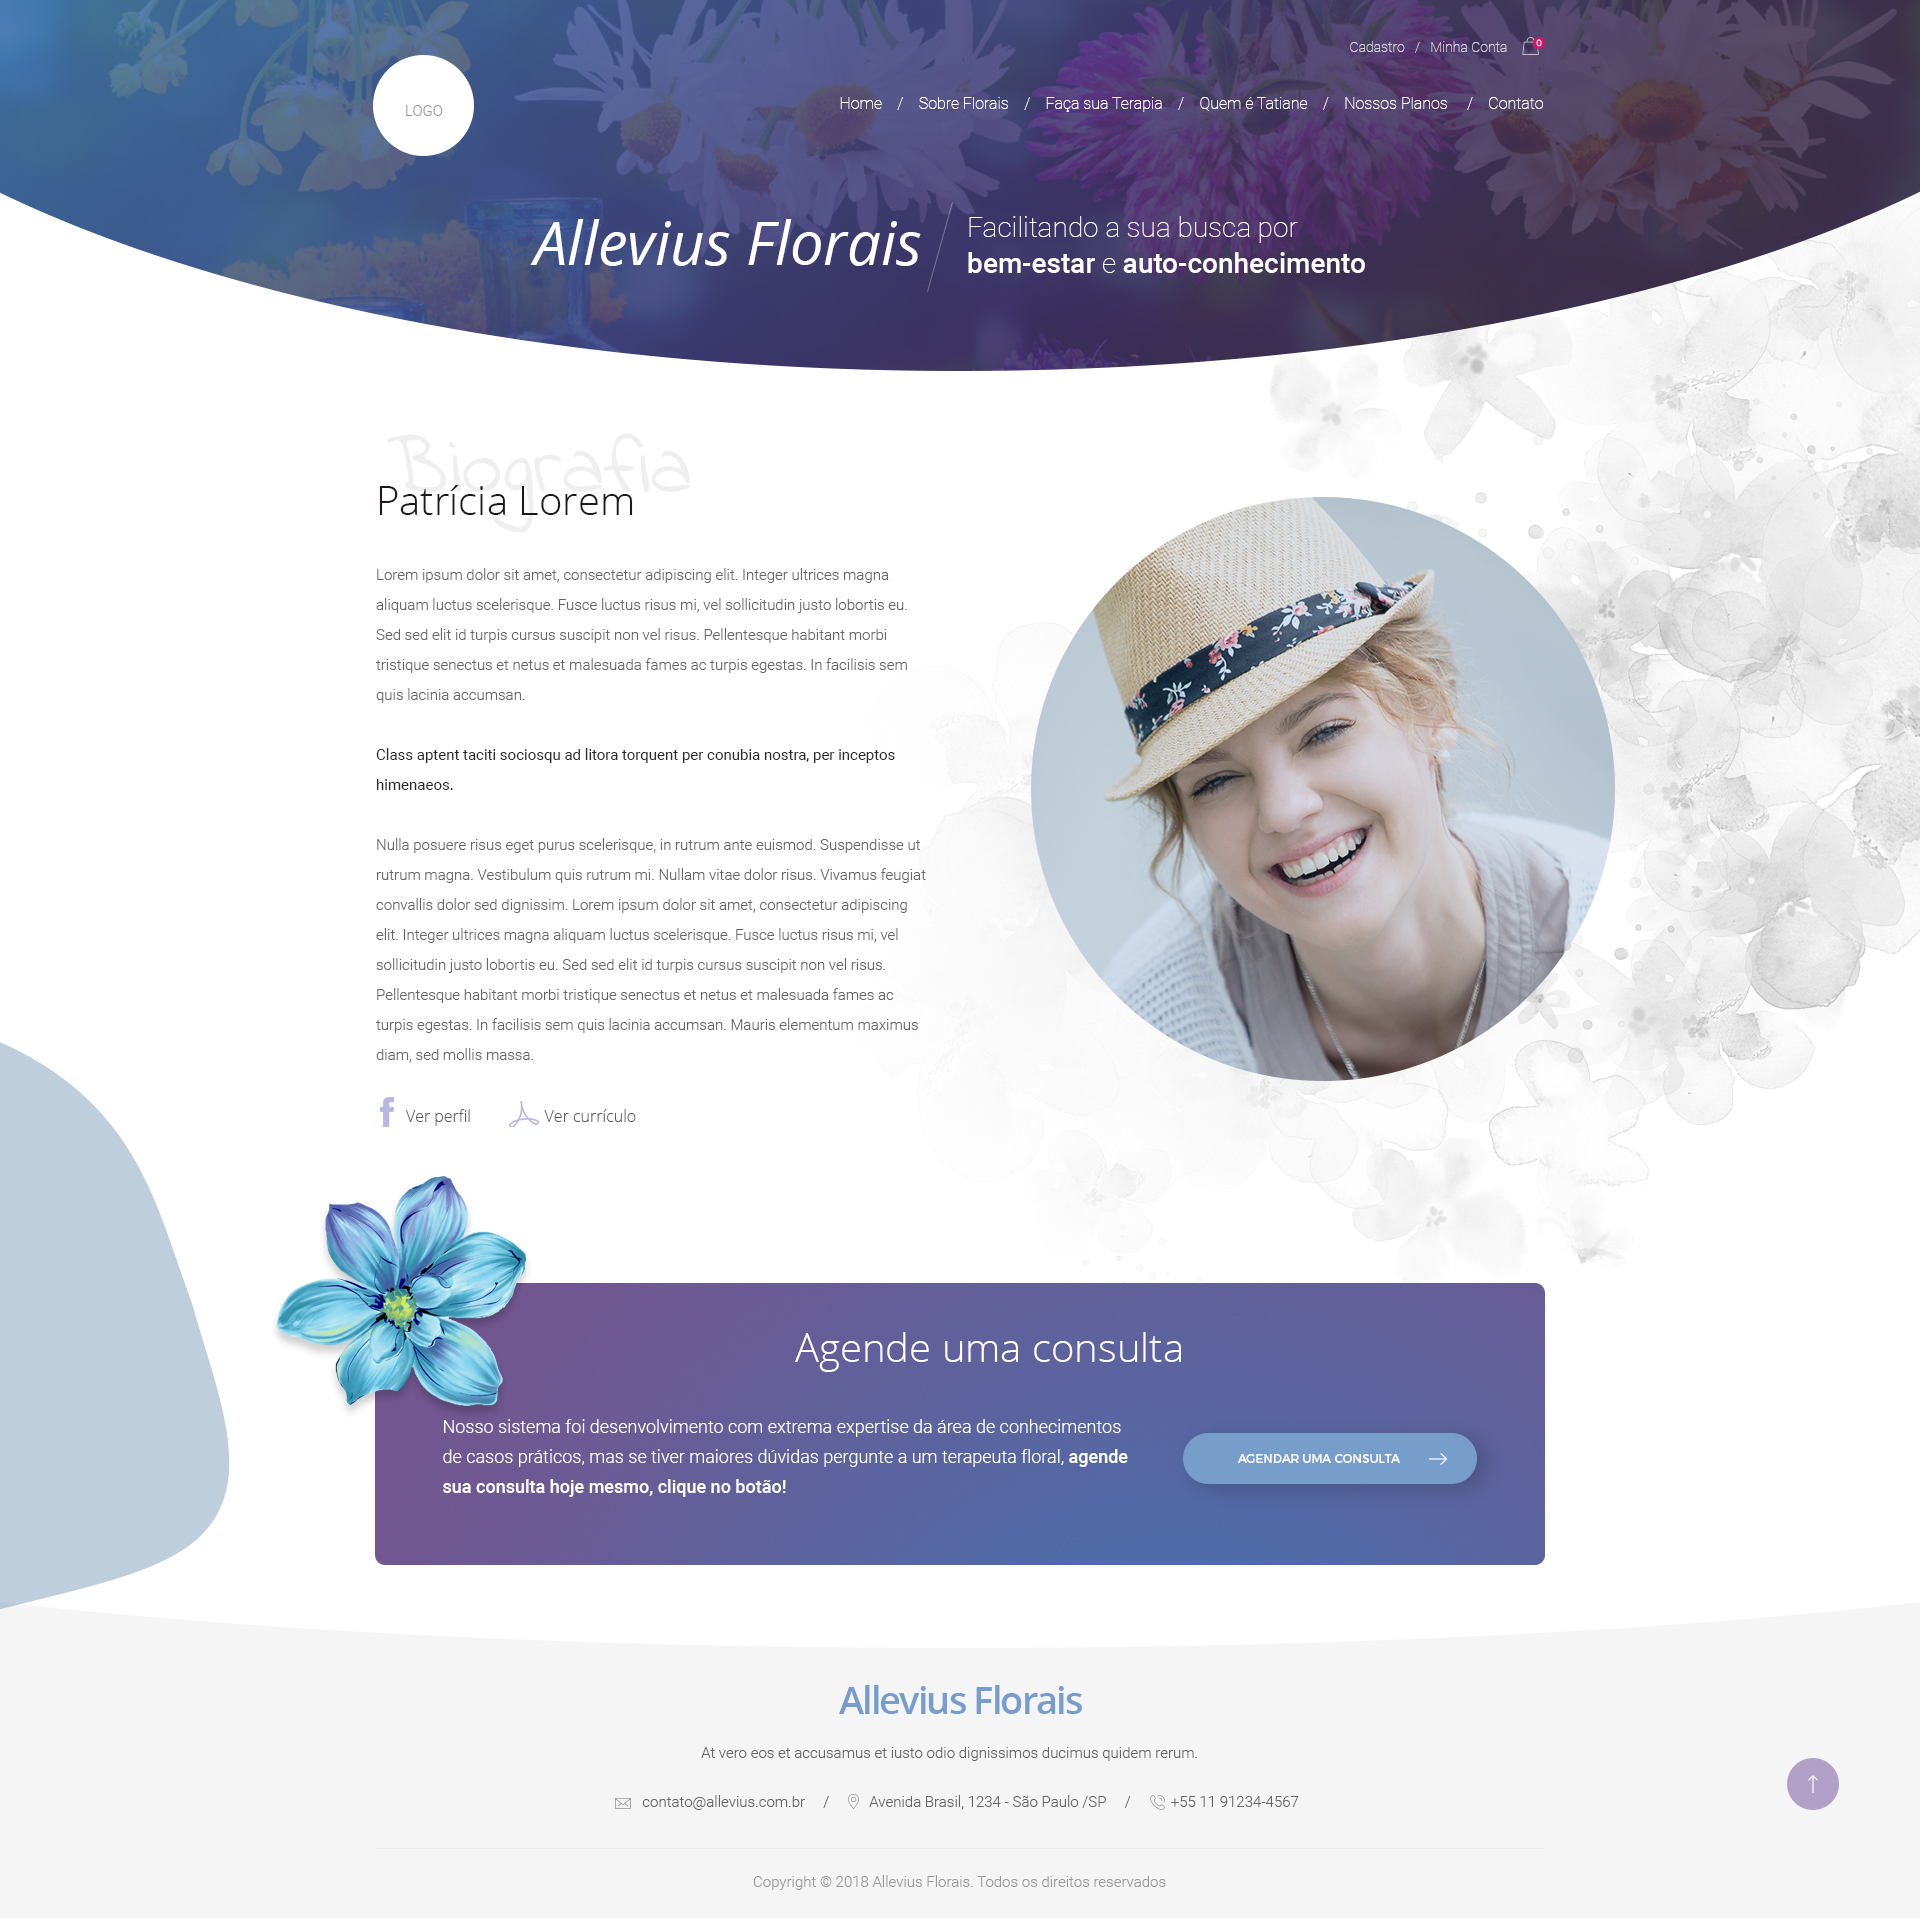 Cadastro / Minha Conta 0
LOGO
Home / Sobre Florais / Faça sua Terapia / Quem é Tatiane / Nossos Planos / Contato
Allevius Florais
Facilitando a sua busca por
bem-estar e auto-conhecimento
Biografia
Patrícia Lorem
Lorem ipsum dolor sit amet, consectetur adipiscing elit. Integer ultrices magna
aliquam luctus scelerisque. Fusce luctus risus mi, vel sollicitudin justo lobortis eu.
Sed sed elit id turpis cursus suscipit non vel risus. Pellentesque habitant morbi
tristique senectus et netus et malesuada fames ac turpis egestas. In facilisis sem
quis lacinia accumsan.
Class aptent taciti sociosqu ad litora torquent per conubia nostra, per inceptos
himenaeos.
Nulla posuere risus eget purus scelerisque, in rutrum ante euismod. Suspendisse ut
rutrum magna. Vestibulum quis rutrum mi. Nullam vitae dolor risus. Vivamus feugiat
convallis dolor sed dignissim. Lorem ipsum dolor sit amet, consectetur adipiscing
elit. Integer ultrices magna aliquam luctus scelerisque. Fusce luctus risus mi, vel
sollicitudin justo lobortis eu. Sed sed elit id turpis cursus suscipit non vel risus.
Pellentesque habitant morbi tristique senectus et netus et malesuada fames ac
turpis egestas. In facilisis sem quis lacinia accumsan. Mauris elementum maximus
diam, sed mollis massa.
Ver perfil Ver currículo
Agende uma consulta
Nosso sistema foi desenvolvimento com extrema expertise da área de conhecimentos
de casos práticos, mas se tiver maiores dúvidas pergunte a um terapeuta floral, agende
sua consulta hoje mesmo, clique no botão!
AGENDAR UMA CONSULTA
Allevius Florais
At vero eos et accusamus et iusto odio dignissimos ducimus quidem rerum.
contato@allevius.com.br / Avenida Brasil, 1234 - São Paulo /SP / +55 11 91234-4567
Copyright © 2018 Allevius Florais. Todos os direitos reservados